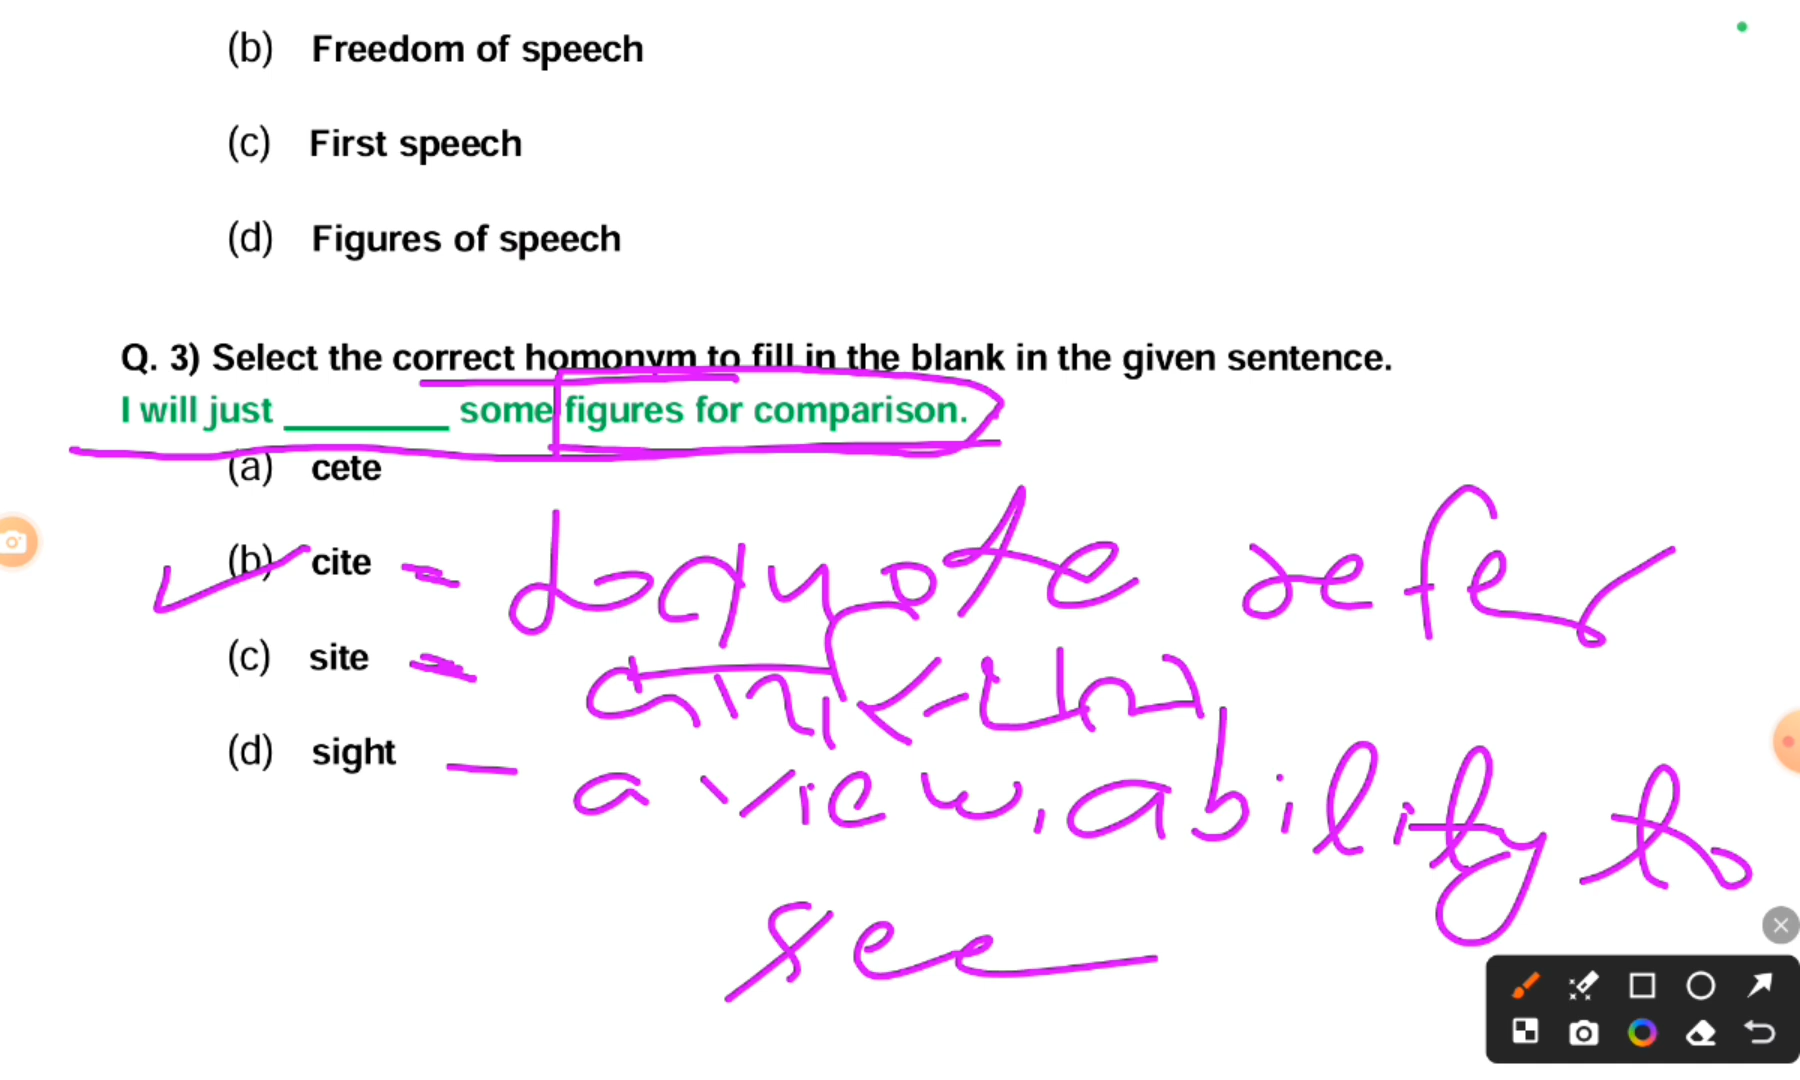 (b) Freedom of speech
(c) First speech
(d) Figures of speech
Q. 3) Select the correct homonym to fill in the blank in the given sentence.
I will just ________ some figures for comparison.
(a) cete
(b) cite = to quote refer
(c) site =
(d) sight — a view, ability to
see